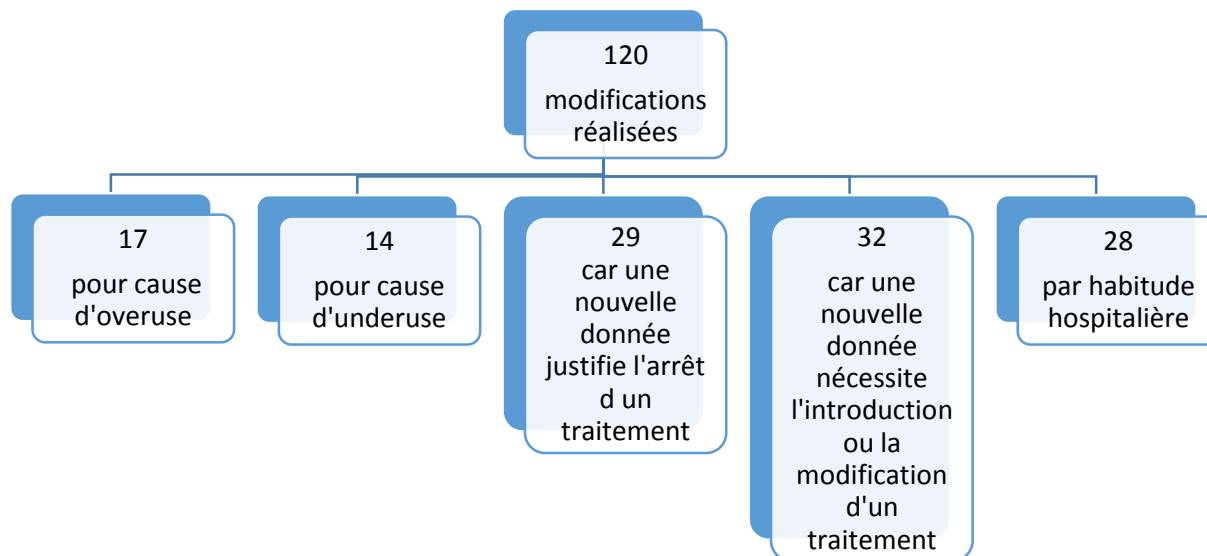 120
modifications
réalisées
17
pour cause
d'overuse
14
pour cause
d'underuse
29
car une
nouvelle
donnée
justifie l'arrêt
d un
traitement
32
car une
nouvelle
donnée
nécessite
l'introduction
ou la
modification
d'un
traitement
28
par habitude
hospitalière